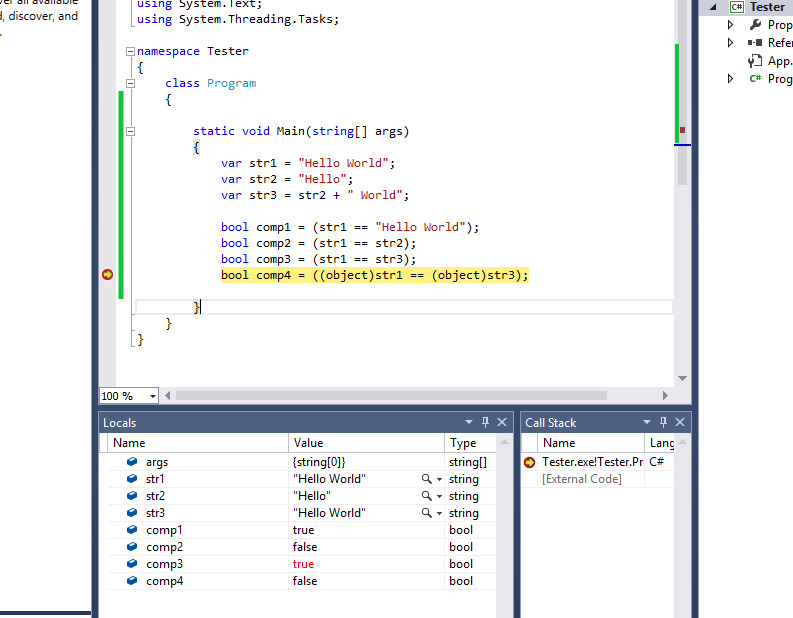 ver all available
d, discover, and
using System.Text;
using System.Threading.Tasks;
namespace Tester
{
class Program
{
static void Main(string[] args)
{
var str1 = "Hello World";
var str2 = "Hello";
var str3 = str2 + " World";
bool comp1 = (str1 == "Hello World");
bool comp2 = (str1 == str2);
bool comp3 = (str1 == str3);
bool comp4 = ((object)str1 == (object)str3);
}
}
}
100 %
C# Tester
Prop
Refer
App.
C# Prog
Locals
Name Value Type
args {string[0]} string[]
str1 "Hello World" string
str2 "Hello" string
str3 "Hello World" string
comp1 true bool
comp2 false bool
comp3 true bool
comp4 false bool
Call Stack
Name Lang
Tester.exe!Tester.Pr C#
[External Code]